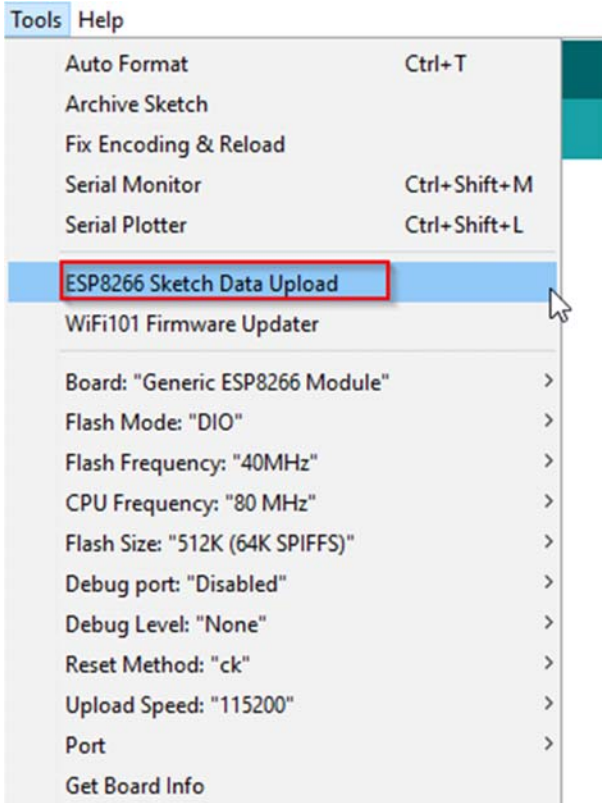 Tools Help
Auto Format Ctrl+T
Archive Sketch
Fix Encoding & Reload
Serial Monitor Ctrl+Shift+M
Serial Plotter Ctrl+Shift+L
ESP8266 Sketch Data Upload
WiFi101 Firmware Updater
Board: "Generic ESP8266 Module"
Flash Mode: "DIO"
Flash Frequency: "40MHz"
CPU Frequency: "80 MHz"
Flash Size: "512K (64K SPIFFS)"
Debug port: "Disabled"
Debug Level: "None"
Reset Method: "ck"
Upload Speed: "115200"
Port
Get Board Info